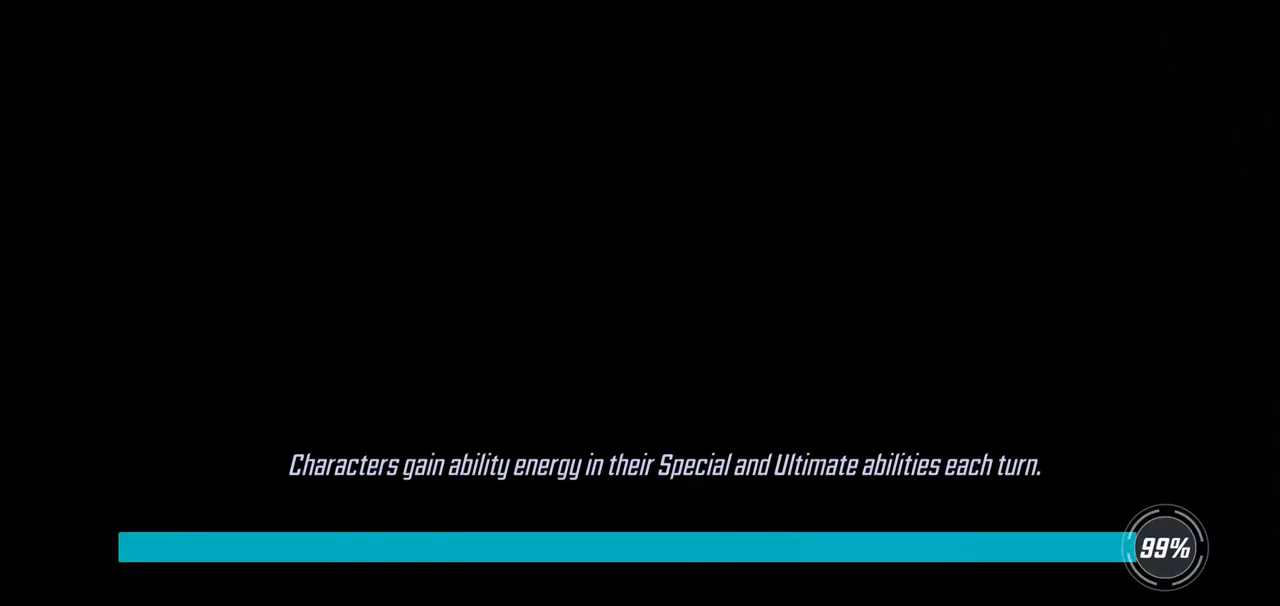 Characters gain ability energy in their Special and Ultimate abilities each turn.
99%